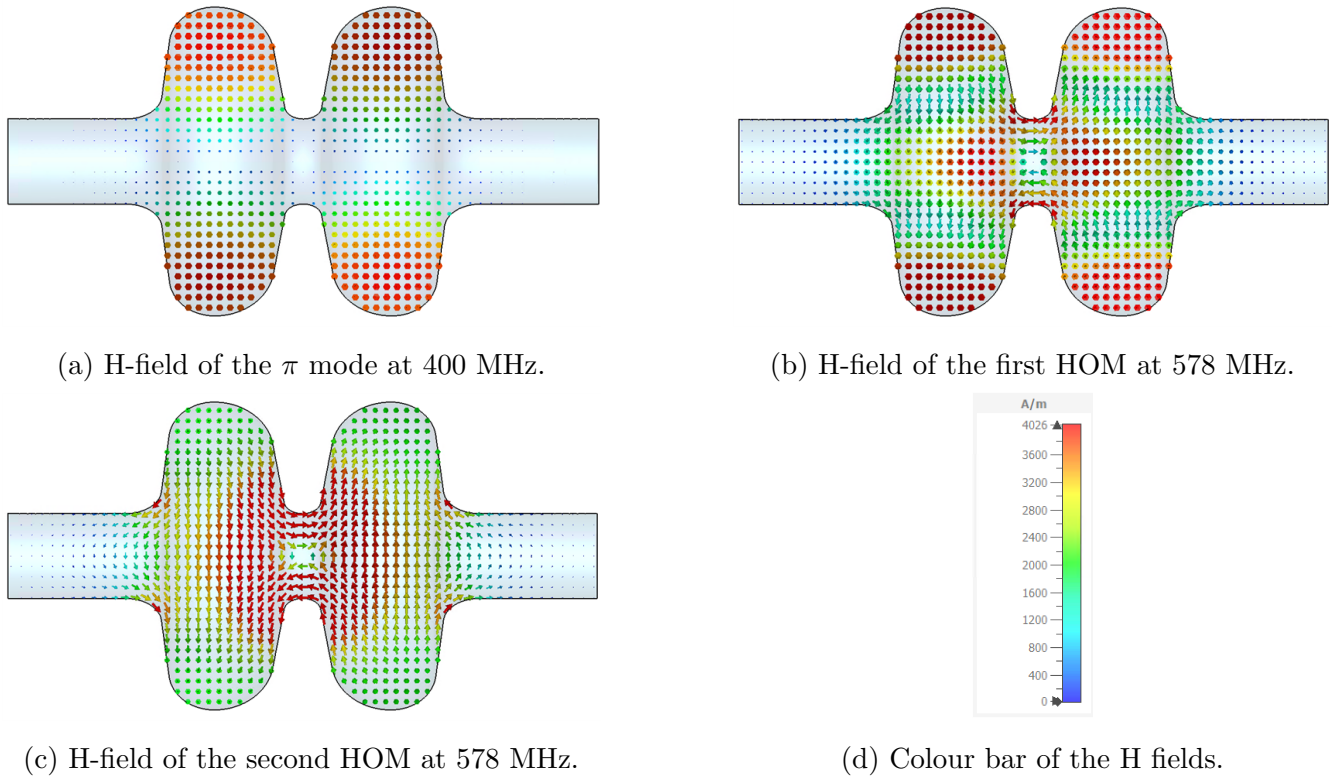 (a) H-field of the π mode at 400 MHz.
(b) H-field of the first HOM at 578 MHz.
A/m
4026
3600
3200
2800
2400
2000
1600
1200
800
400
0
(c) H-field of the second HOM at 578 MHz.
(d) Colour bar of the H fields.